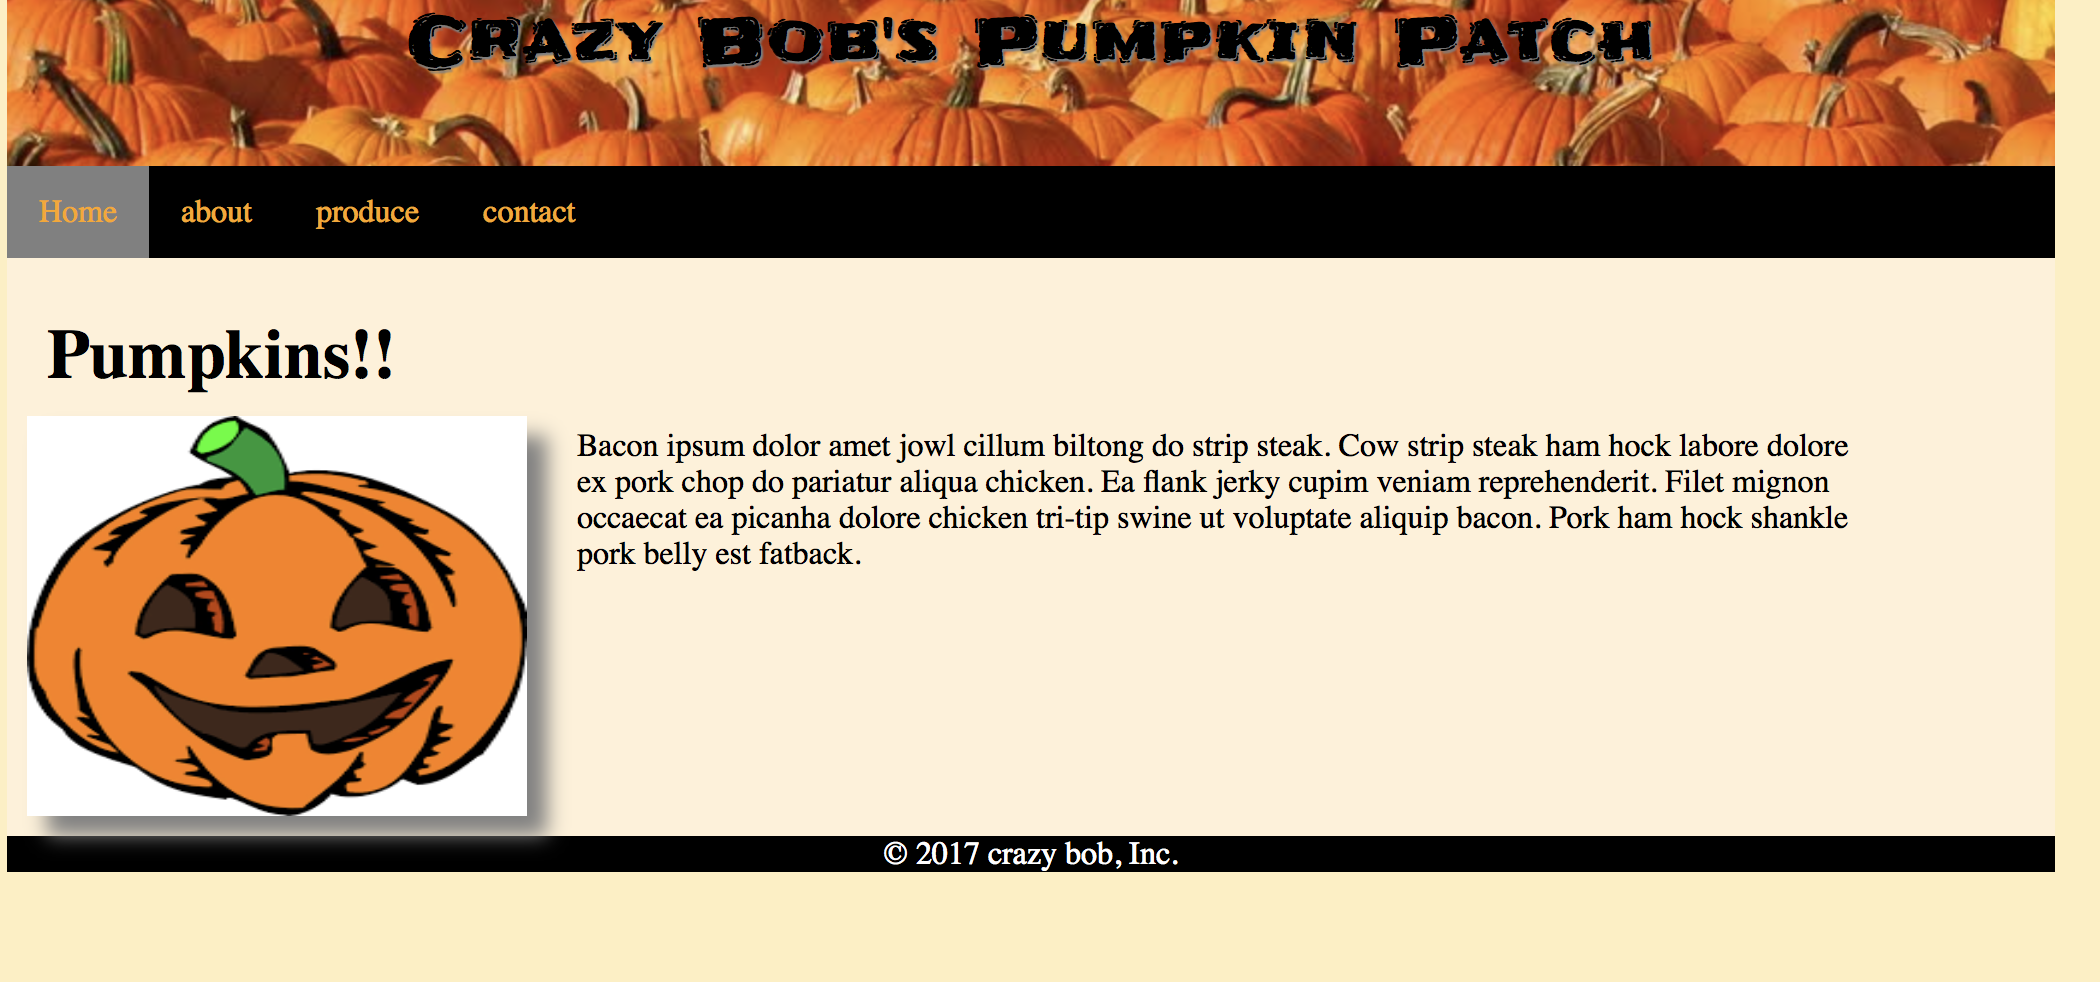 Crazy Bob's Pumpkin Patch
Home about produce contact
Pumpkins!!
Bacon ipsum dolor amet jowl cillum biltong do strip steak. Cow strip steak ham hock labore dolore
ex pork chop do pariatur aliqua chicken. Ea flank jerky cupim veniam reprehenderit. Filet mignon
occaecat ea picanha dolore chicken tri-tip swine ut voluptate aliquip bacon. Pork ham hock shankle
pork belly est fatback.
© 2017 crazy bob, Inc.